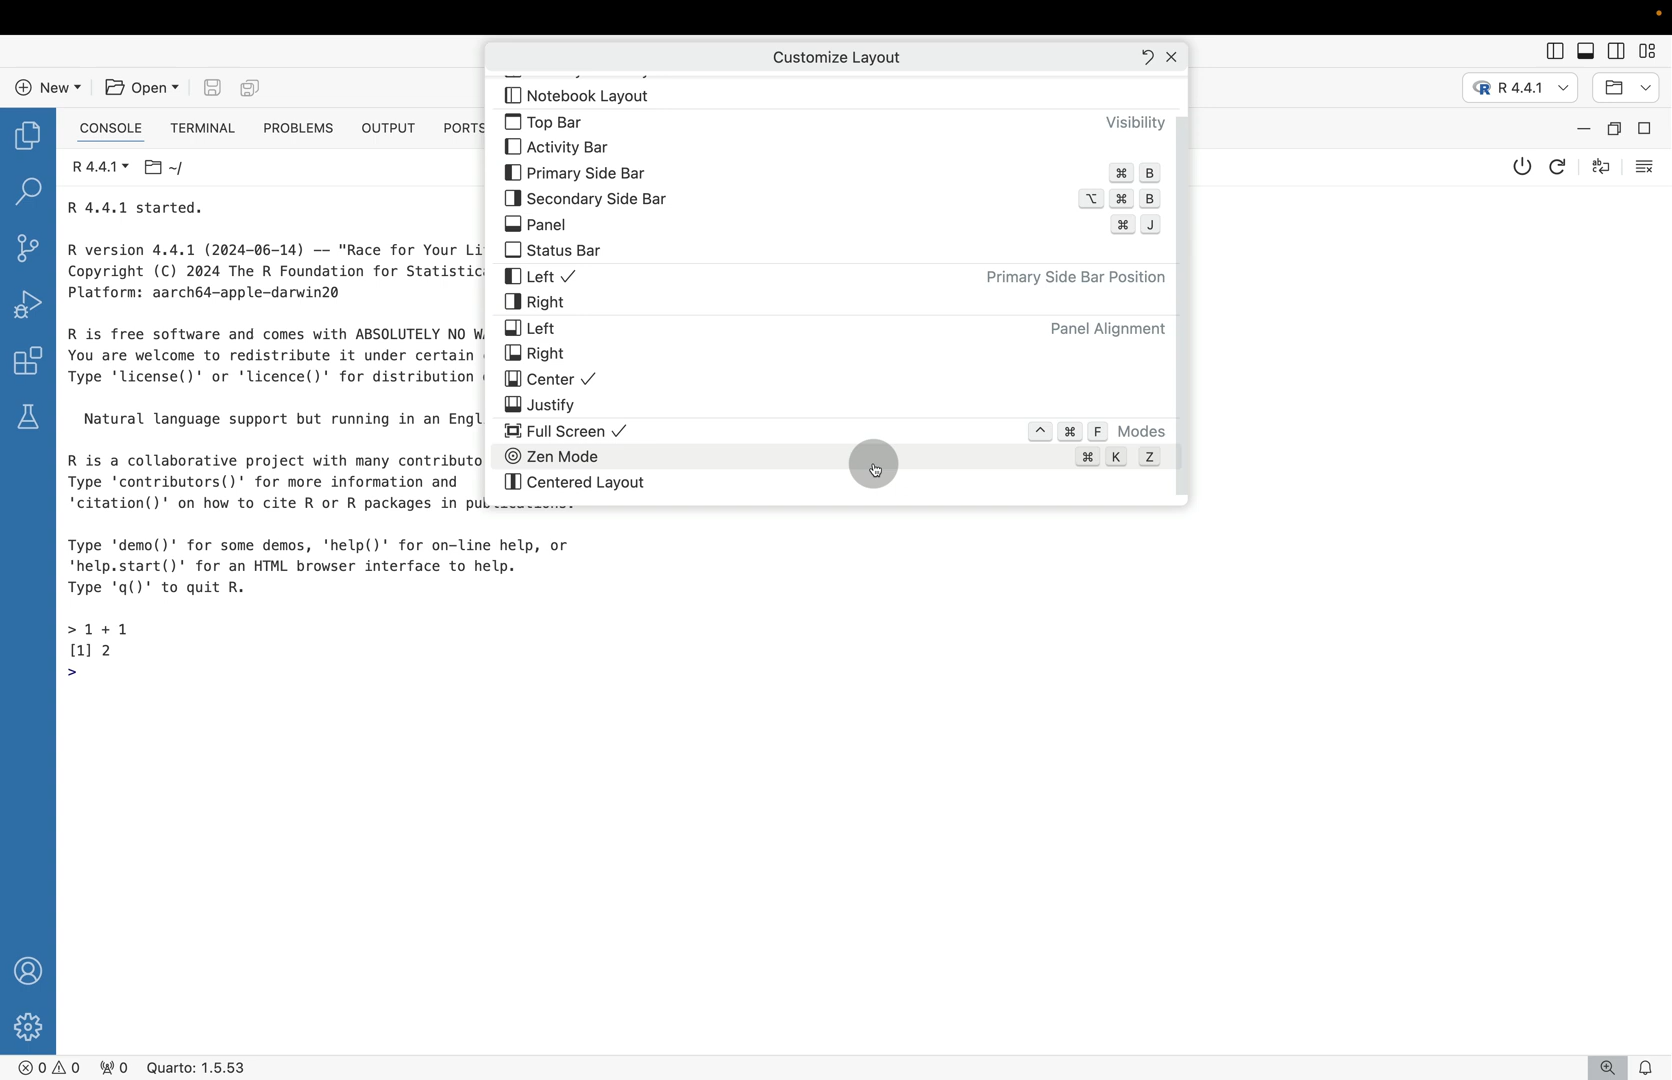 Customize Layout
New
Open
R 4.4.1
CONSOLE
TERMINAL
PROBLEMS
OUTPUT
PORTS
R 4.4.1
~/
R 4.4.1 started.
R version 4.4.1 (2024-06-14) -- "Race for Your Li
Copyright (C) 2024 The R Foundation for Statistica
Platform: aarch64-apple-darwin20
R is free software and comes with ABSOLUTELY NO WA
You are welcome to redistribute it under certain
Type 'license()' or 'licence()' for distribution
Natural language support but running in an Engl
R is a collaborative project with many contributo
Type 'contributors()' for more information and
'citation()' on how to cite R or R packages in
Type 'demo()' for some demos, 'help()' for on-line help, or
'help.start()' for an HTML browser interface to help.
Type 'q()' to quit R.
> 1 + 1
[1] 2
>
Notebook Layout
Top Bar Visibility
Activity Bar
Primary Side Bar ⌘ B
Secondary Side Bar ⌥ ⌘ B
Panel ⌘ J
Status Bar
Left ✓ Primary Side Bar Position
Right
Left Panel Alignment
Right
Center ✓
Justify
Full Screen ✓ ^ ⌘ F Modes
Zen Mode ⌘ K Z
Centered Layout
0 0 0 Quarto: 1.5.53